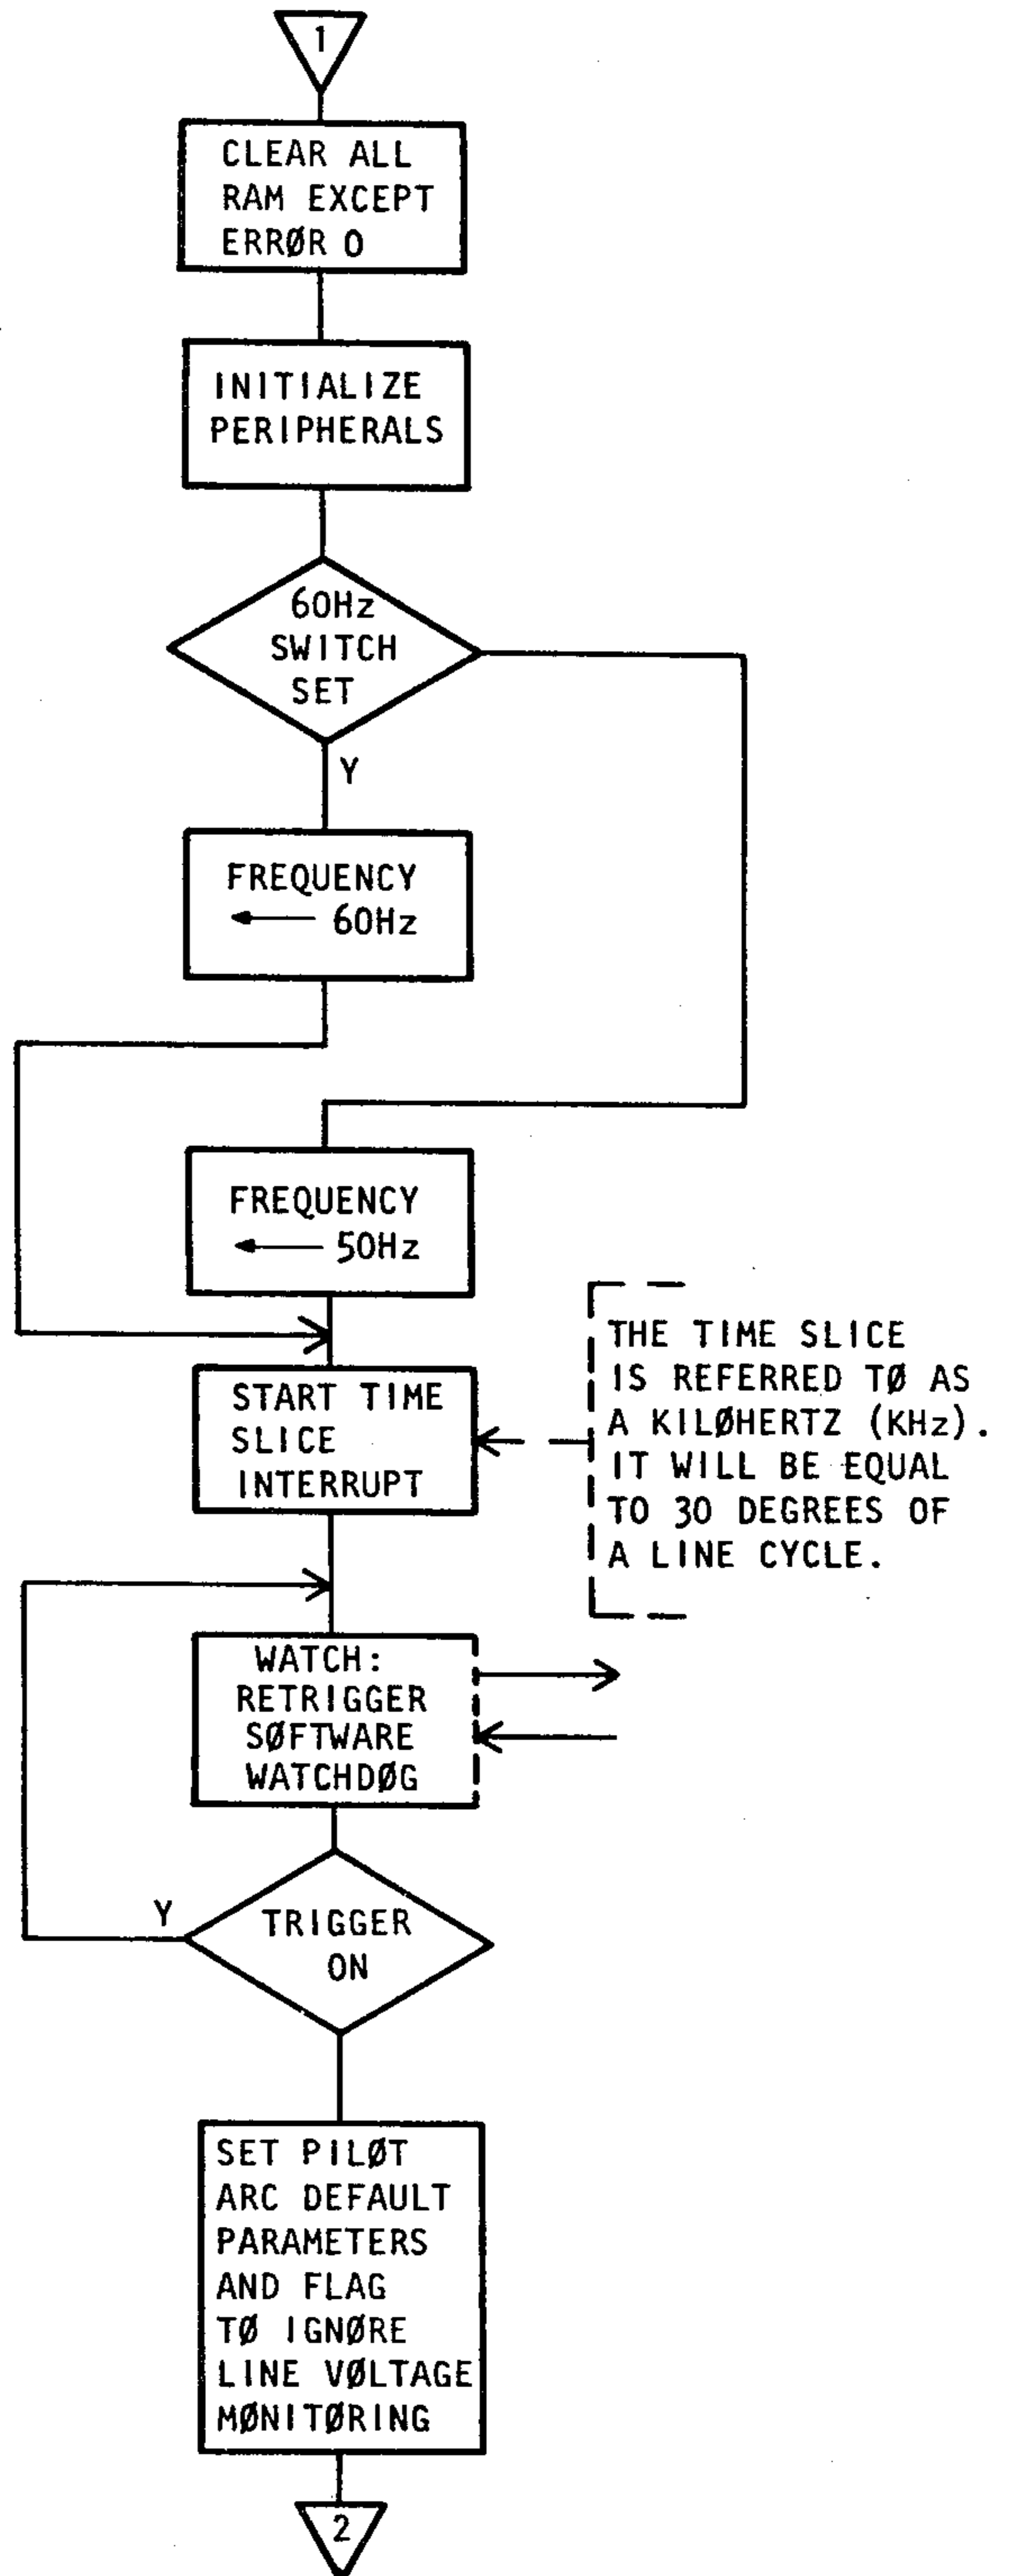 1
CLEAR ALL
RAM EXCEPT
ERRØR 0
INITIALIZE
PERIPHERALS
60Hz
SWITCH
SET
Y
FREQUENCY
← 60Hz
FREQUENCY
← 50Hz
THE TIME SLICE
IS REFERRED TØ AS
A KILØHERTZ (KHz).
IT WILL BE EQUAL
TO 30 DEGREES OF
A LINE CYCLE.
START TIME
SLICE
INTERRUPT
WATCH:
RETRIGGER
SØFTWARE
WATCHDØG
Y
TRIGGER
ON
SET PILØT
ARC DEFAULT
PARAMETERS
AND FLAG
TØ IGNØRE
LINE VØLTAGE
MØNITØRING
2